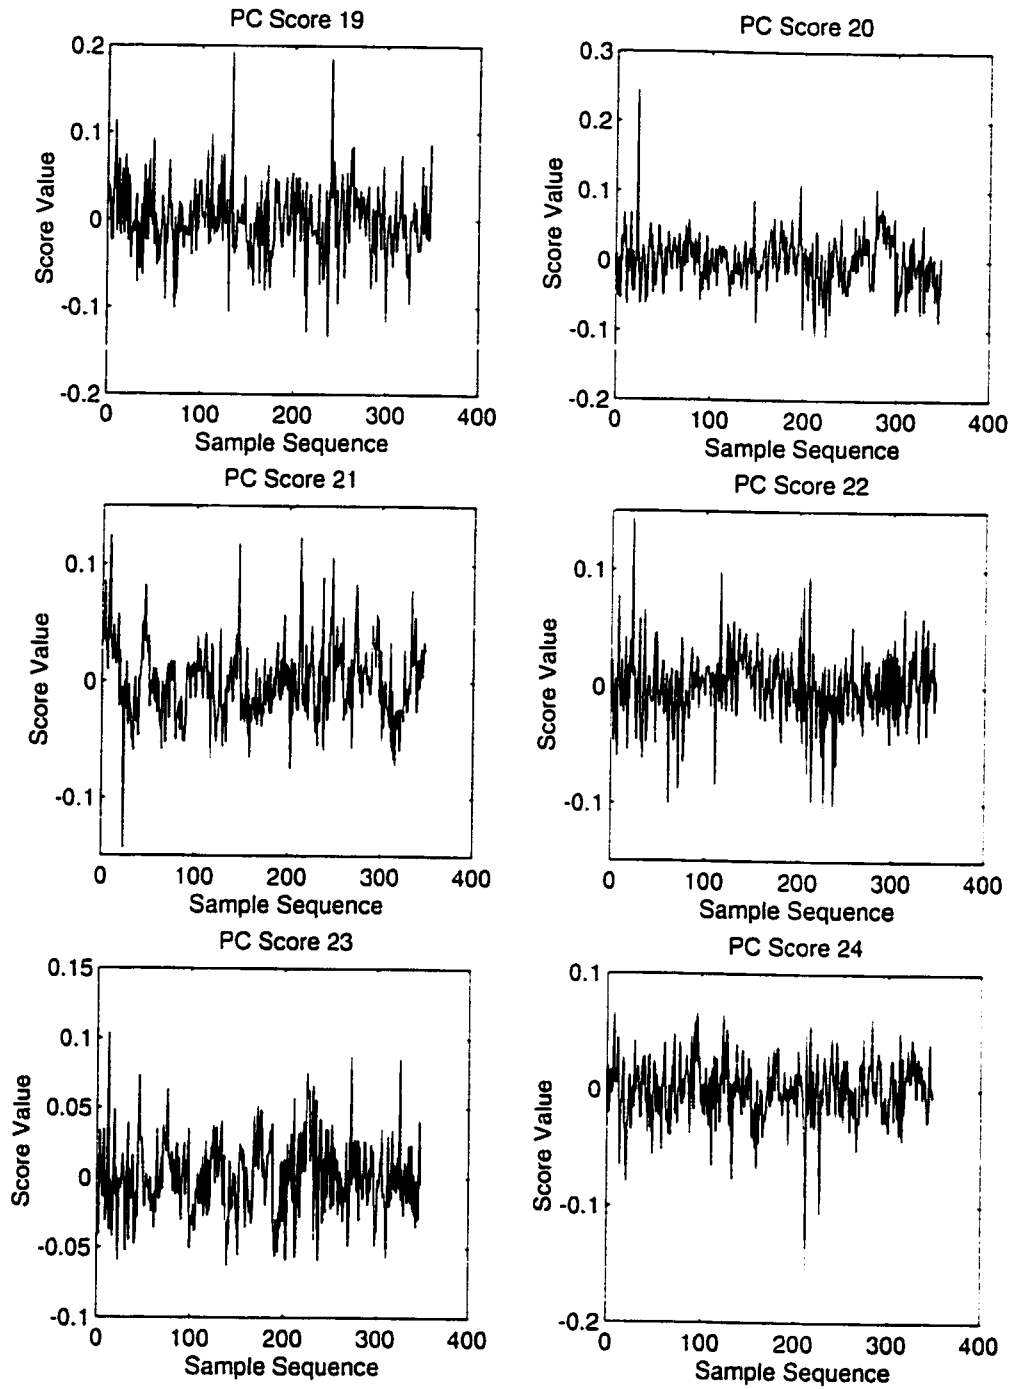 PC Score 19
0.2
0.1
0
-0.1
-0.2
Score Value
0 100 200 300 400
Sample Sequence
PC Score 20
0.3
0.2
0.1
0
-0.1
-0.2
Score Value
0 100 200 300 400
Sample Sequence
PC Score 21
0.1
0
-0.1
Score Value
0 100 200 300 400
Sample Sequence
PC Score 22
0.1
0
-0.1
Score Value
0 100 200 300 400
Sample Sequence
PC Score 23
0.15
0.1
0.05
0
-0.05
-0.1
Score Value
0 100 200 300 400
Sample Sequence
PC Score 24
0.1
0
-0.1
-0.2
Score Value
0 100 200 300 400
Sample Sequence